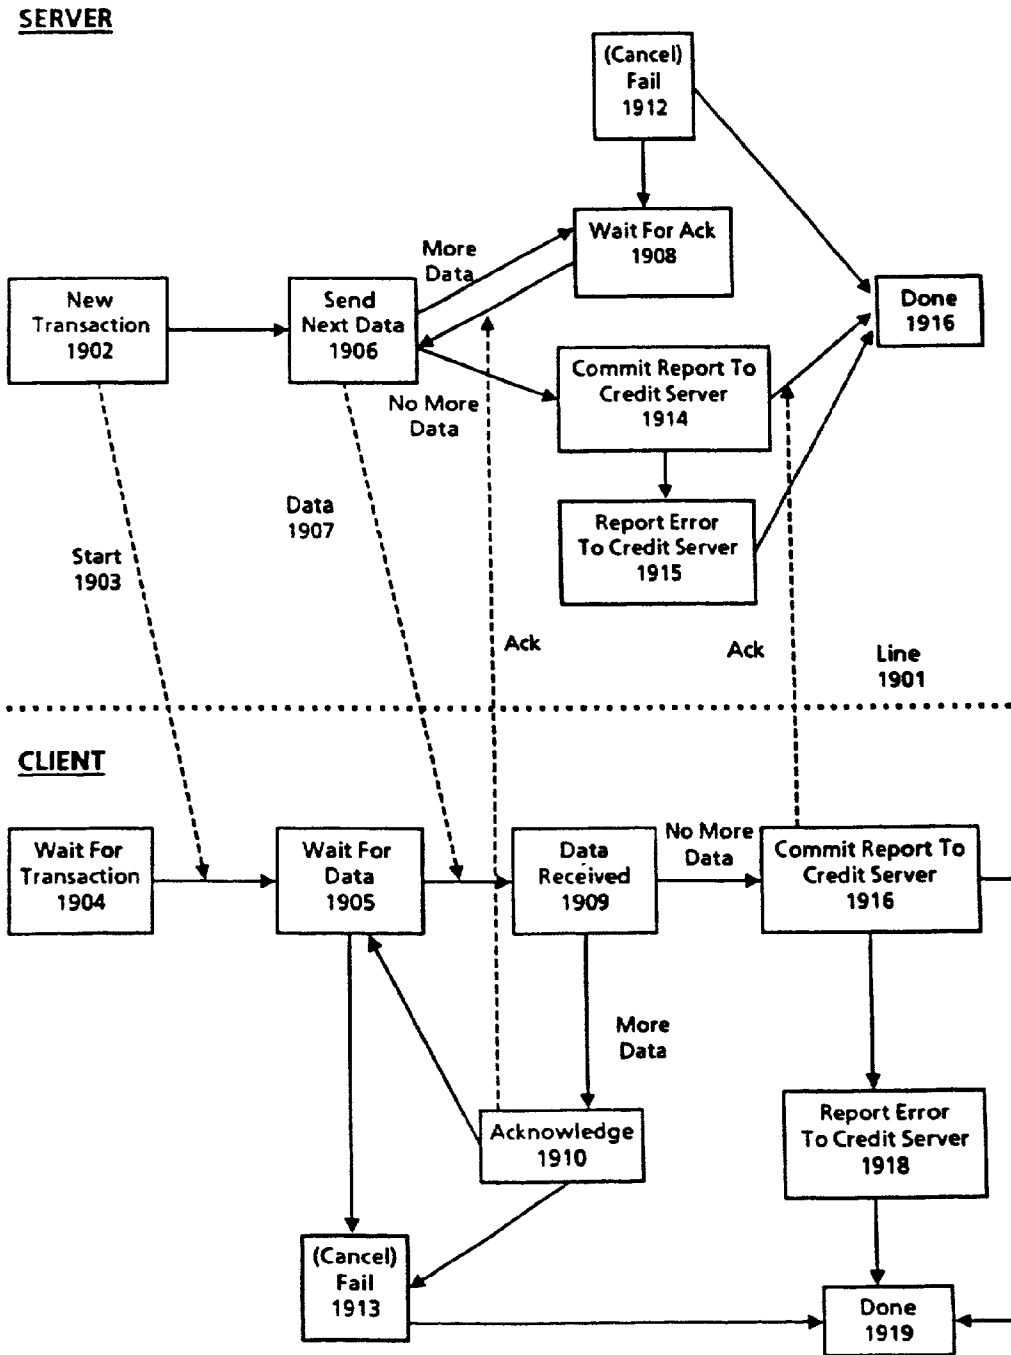 SERVER
(Cancel)
Fail
1912
Wait For Ack
1908
More
Data
New
Transaction
1902
Send
Next Data
1906
Done
1916
No More
Data
Commit Report To
Credit Server
1914
Data
1907
Report Error
To Credit Server
1915
Start
1903
Ack
Ack
Line
1901
CLIENT
Wait For
Transaction
1904
Wait For
Data
1905
Data
Received
1909
No More
Data
Commit Report To
Credit Server
1916
More
Data
Acknowledge
1910
Report Error
To Credit Server
1918
(Cancel)
Fail
1913
Done
1919